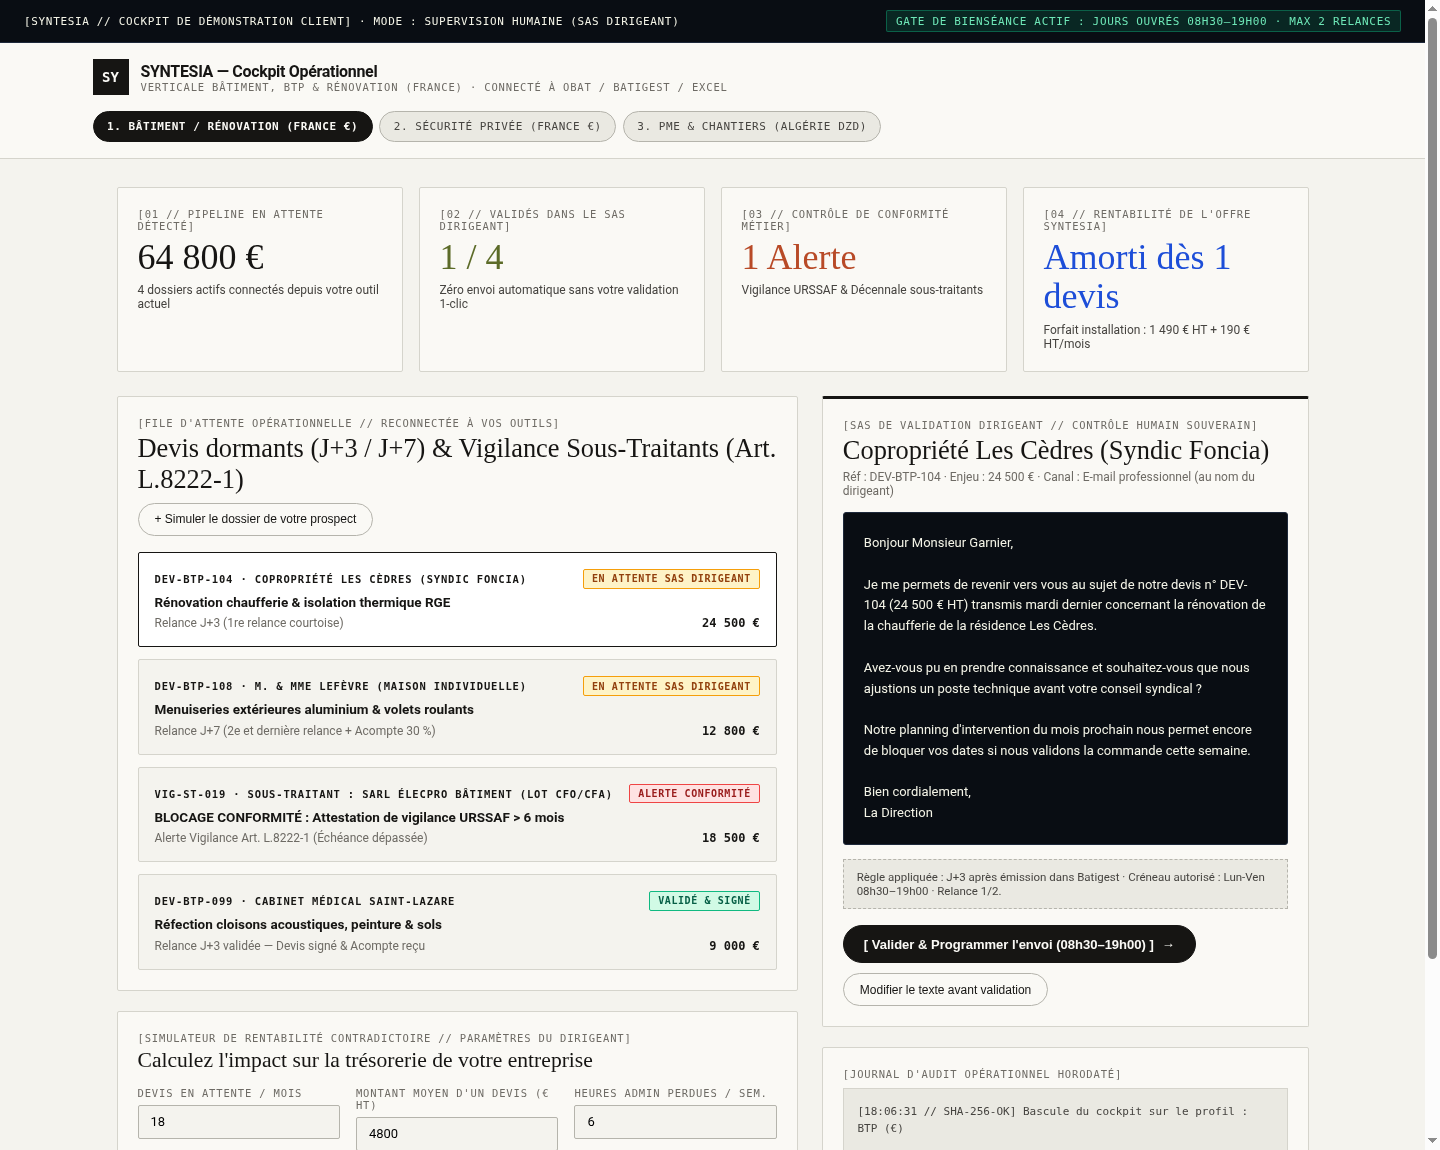 [SYNTESIA // COCKPIT DE DÉMONSTRATION CLIENT] · MODE : SUPERVISION HUMAINE (SAS DIRIGEANT)
GATE DE BIENSÉANCE ACTIF : JOURS OUVRÉS 08H30–19H00 · MAX 2 RELANCES
SY
SYNTESIA — Cockpit Opérationnel
VERTICALE BÂTIMENT, BTP & RÉNOVATION (FRANCE) · CONNECTÉ À OBAT / BATIGEST / EXCEL
1. BÂTIMENT / RÉNOVATION (FRANCE €)
2. SÉCURITÉ PRIVÉE (FRANCE €)
3. PME & CHANTIERS (ALGÉRIE DZD)
[01 // PIPELINE EN ATTENTE
DÉTECTÉ]
64 800 €
4 dossiers actifs connectés depuis votre outil
actuel
[02 // VALIDÉS DANS LE SAS
DIRIGEANT]
1 / 4
Zéro envoi automatique sans votre validation
1-clic
[03 // CONTRÔLE DE CONFORMITÉ
MÉTIER]
1 Alerte
Vigilance URSSAF & Décennale sous-traitants
[04 // RENTABILITÉ DE L'OFFRE
SYNTESIA]
Amorti dès 1
devis
Forfait installation : 1 490 € HT + 190 €
HT/mois
[FILE D'ATTENTE OPÉRATIONNELLE // RECONNECTÉE À VOS OUTILS]
Devis dormants (J+3 / J+7) & Vigilance Sous-Traitants (Art.
L.8222-1)
+ Simuler le dossier de votre prospect
DEV-BTP-104 · COPROPRIÉTÉ LES CÈDRES (SYNDIC FONCIA)
EN ATTENTE SAS DIRIGEANT
Rénovation chaufferie & isolation thermique RGE
Relance J+3 (1re relance courtoise)
24 500 €
DEV-BTP-108 · M. & MME LEFÈVRE (MAISON INDIVIDUELLE)
EN ATTENTE SAS DIRIGEANT
Menuiseries extérieures aluminium & volets roulants
Relance J+7 (2e et dernière relance + Acompte 30 %)
12 800 €
VIG-ST-019 · SOUS-TRAITANT : SARL ÉLECPRO BÂTIMENT (LOT CFO/CFA)
ALERTE CONFORMITÉ
BLOCAGE CONFORMITÉ : Attestation de vigilance URSSAF > 6 mois
Alerte Vigilance Art. L.8222-1 (Échéance dépassée)
18 500 €
DEV-BTP-099 · CABINET MÉDICAL SAINT-LAZARE
VALIDÉ & SIGNÉ
Réfection cloisons acoustiques, peinture & sols
Relance J+3 validée — Devis signé & Acompte reçu
9 000 €
[SIMULATEUR DE RENTABILITÉ CONTRADICTOIRE // PARAMÈTRES DU DIRIGEANT]
Calculez l'impact sur la trésorerie de votre entreprise
DEVIS EN ATTENTE / MOIS
18
MONTANT MOYEN D'UN DEVIS (€
HT)
4800
HEURES ADMIN PERDUES / SEM.
6
[SAS DE VALIDATION DIRIGEANT // CONTRÔLE HUMAIN SOUVERAIN]
Copropriété Les Cèdres (Syndic Foncia)
Réf : DEV-BTP-104 · Enjeu : 24 500 € · Canal : E-mail professionnel (au nom du
dirigeant)
Bonjour Monsieur Garnier,
Je me permets de revenir vers vous au sujet de notre devis n° DEV-
104 (24 500 € HT) transmis mardi dernier concernant la rénovation de
la chaufferie de la résidence Les Cèdres.
Avez-vous pu en prendre connaissance et souhaitez-vous que nous
ajustions un poste technique avant votre conseil syndical ?
Notre planning d'intervention du mois prochain nous permet encore
de bloquer vos dates si nous validons la commande cette semaine.
Bien cordialement,
La Direction
Règle appliquée : J+3 après émission dans Batigest · Créneau autorisé : Lun-Ven
08h30–19h00 · Relance 1/2.
[ Valider & Programmer l'envoi (08h30–19h00) ] →
Modifier le texte avant validation
[JOURNAL D'AUDIT OPÉRATIONNEL HORODATÉ]
[18:06:31 // SHA-256-OK] Bascule du cockpit sur le profil :
BTP (€)